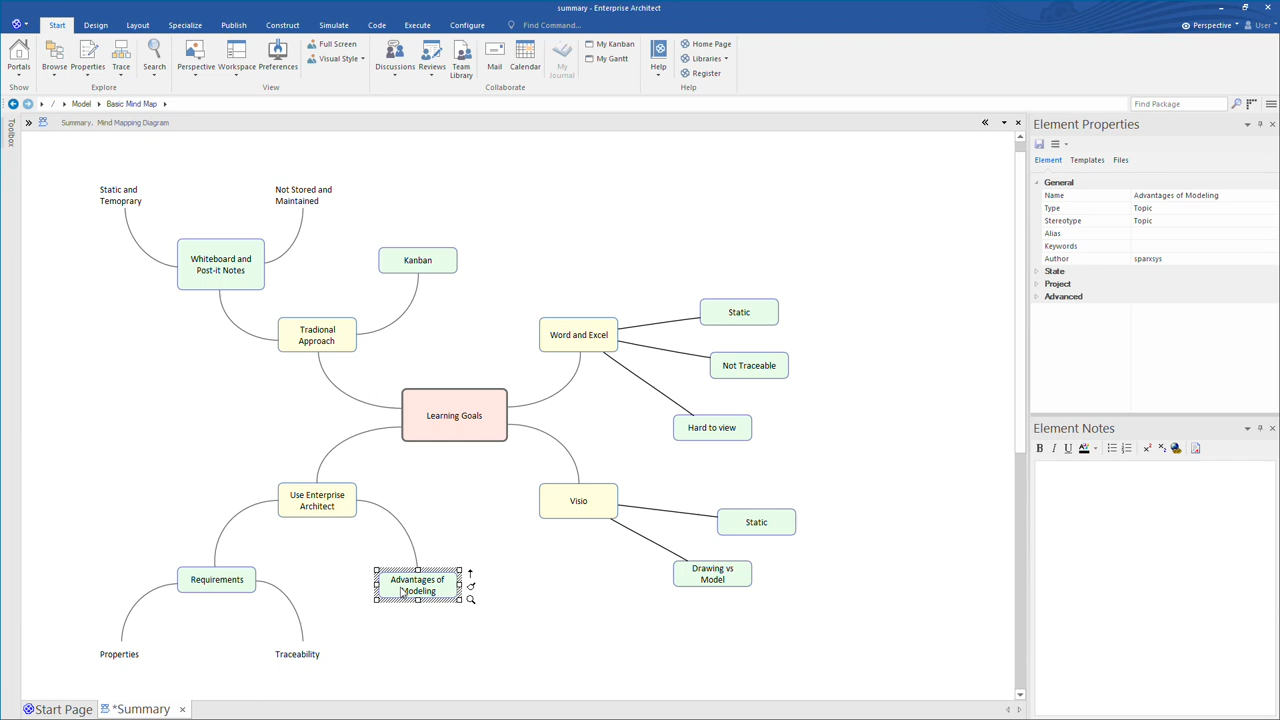 summary - Enterprise Architect
Start Design Layout Specialize Publish Construct Simulate Code Execute Configure Find Command... Perspective User
Portals Browse Properties Trace Search Perspective Workspace Preferences Full Screen Visual Style Discussions Reviews Team Library Mail Calendar My Journal My Kanban My Gantt Help Home Page Libraries Register
Show Explore View Collaborate Help
/ Model Basic Mind Map Find Package
Toolbox
Summary. Mind Mapping Diagram
Static and
Temoprary
Not Stored and
Maintained
Whiteboard and
Post-it Notes
Kanban
Tradional
Approach
Word and Excel
Static
Not Traceable
Hard to view
Learning Goals
Use Enterprise
Architect
Visio
Static
Drawing vs
Model
Requirements
Advantages of
Modeling
Properties
Traceability
Element Properties
Element Templates Files
General
Name Advantages of Modeling
Type Topic
Stereotype Topic
Alias
Keywords
Author sparxsys
State
Project
Advanced
Element Notes
B I U A
Start Page *Summary